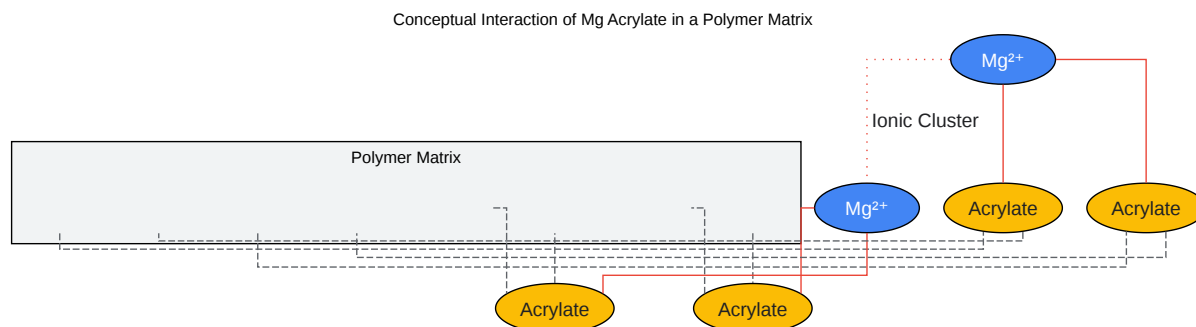 Conceptual Interaction of Mg Acrylate in a Polymer Matrix
Mg²⁺
Ionic Cluster
Polymer Matrix
Mg²⁺
Acrylate
Acrylate
Acrylate
Acrylate